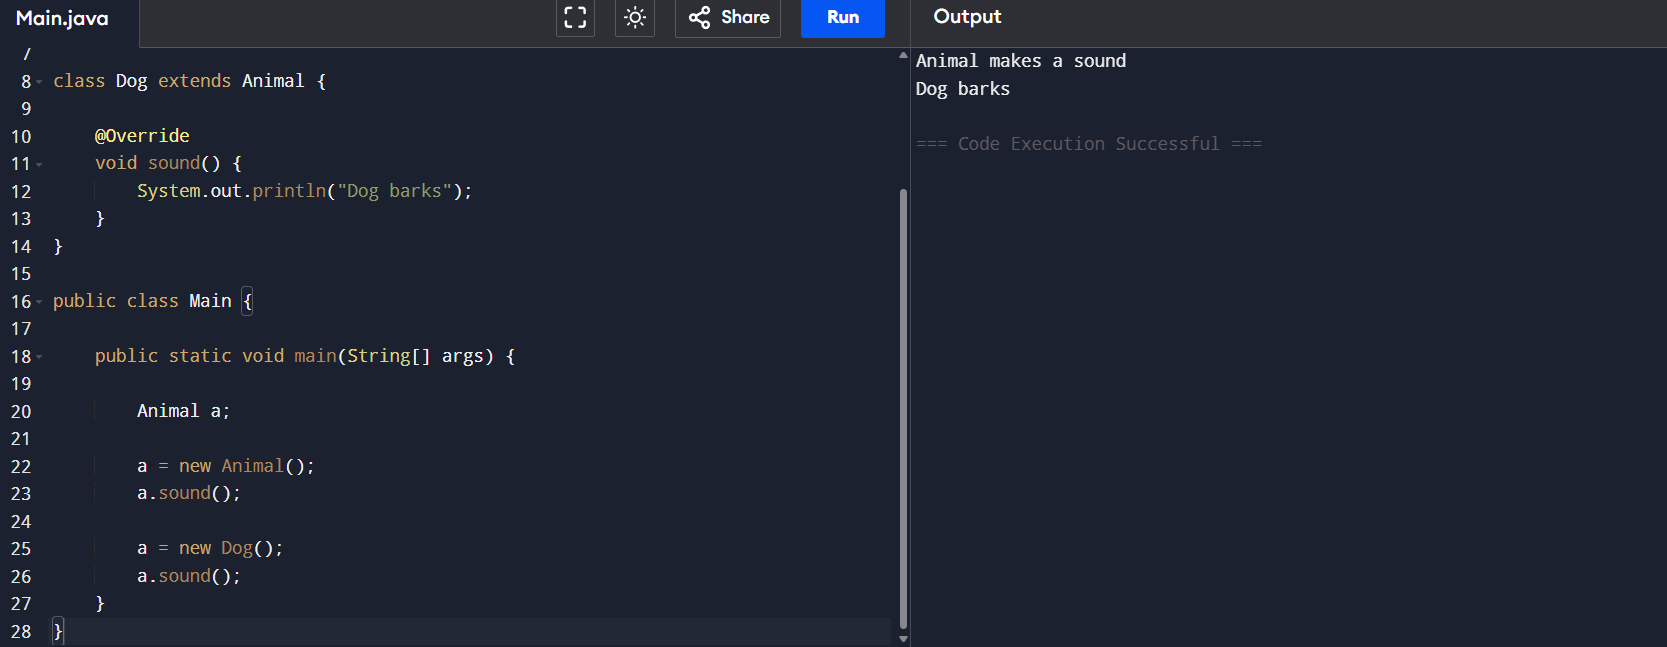 Main.java
Share
Run
Output
7
8 class Dog extends Animal {
9
10     @Override
11     void sound() {
12         System.out.println("Dog barks");
13     }
14 }
15
16 public class Main {
17
18     public static void main(String[] args) {
19
20         Animal a;
21
22         a = new Animal();
23         a.sound();
24
25         a = new Dog();
26         a.sound();
27     }
28 }
Animal makes a sound
Dog barks
=== Code Execution Successful ===